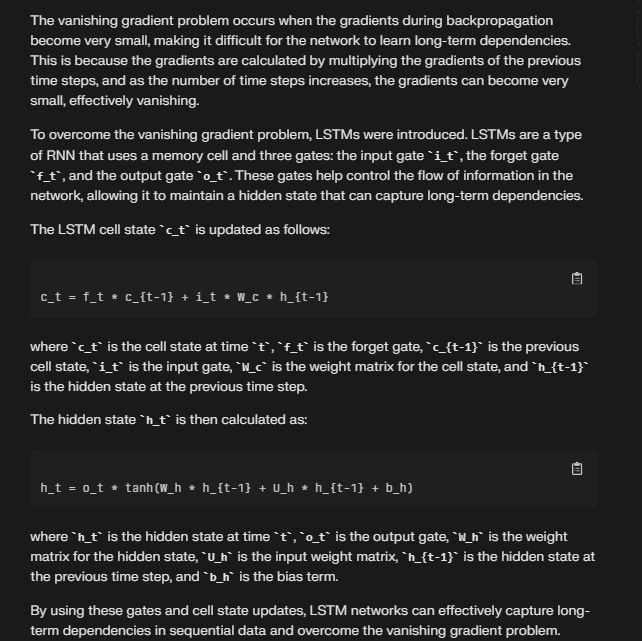 The vanishing gradient problem occurs when the gradients during backpropagation
become very small, making it difficult for the network to learn long-term dependencies.
This is because the gradients are calculated by multiplying the gradients of the previous
time steps, and as the number of time steps increases, the gradients can become very
small, effectively vanishing.
To overcome the vanishing gradient problem, LSTMs were introduced. LSTMs are a type
of RNN that uses a memory cell and three gates: the input gate `i_t`, the forget gate
`f_t`, and the output gate `o_t`. These gates help control the flow of information in the
network, allowing it to maintain a hidden state that can capture long-term dependencies.
The LSTM cell state `c_t` is updated as follows:
c_t = f_t * c_{t-1} + i_t * W_c * h_{t-1}
where `c_t` is the cell state at time `t`, `f_t` is the forget gate, `c_{t-1}` is the previous
cell state, `i_t` is the input gate, `W_c` is the weight matrix for the cell state, and `h_{t-1}`
is the hidden state at the previous time step.
The hidden state `h_t` is then calculated as:
h_t = o_t * tanh(W_h * h_{t-1} + U_h * h_{t-1} + b_h)
where `h_t` is the hidden state at time `t`, `o_t` is the output gate, `W_h` is the weight
matrix for the hidden state, `U_h` is the input weight matrix, `h_{t-1}` is the hidden state at
the previous time step, and `b_h` is the bias term.
By using these gates and cell state updates, LSTM networks can effectively capture long-
term dependencies in sequential data and overcome the vanishing gradient problem.